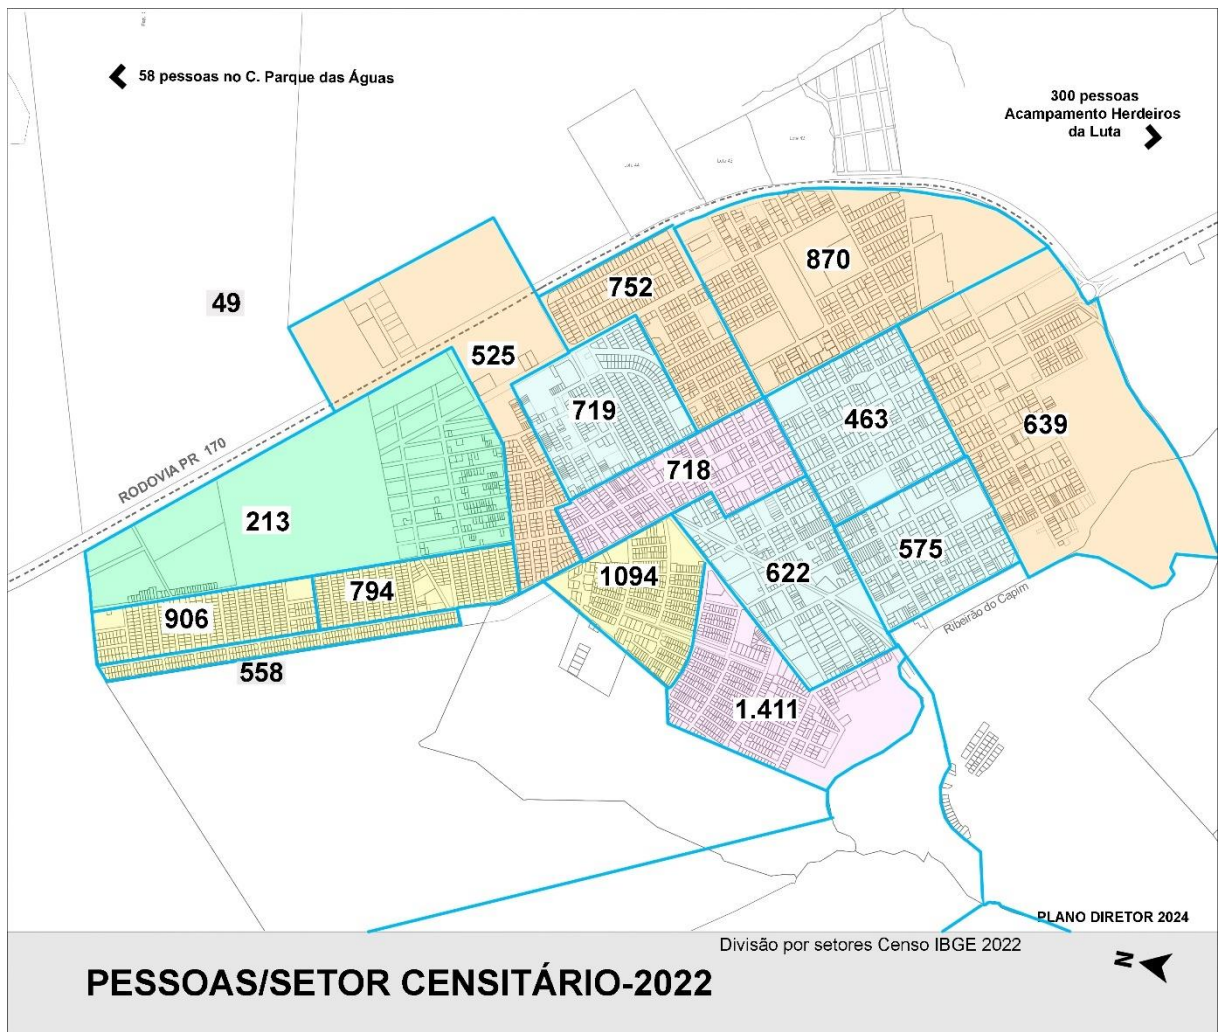 58 pessoas no C. Parque das Águas
300 pessoas
Acampamento Herdeiros
da Luta
870
752
49
525
719
463
639
718
RODOVIA PR 170
213
575
622
1094
794
906
558
1.411
Ribeirão do Capim
PLANO DIRETOR 2024
Divisão por setores Censo IBGE 2022
N
PESSOAS/SETOR CENSITÁRIO-2022